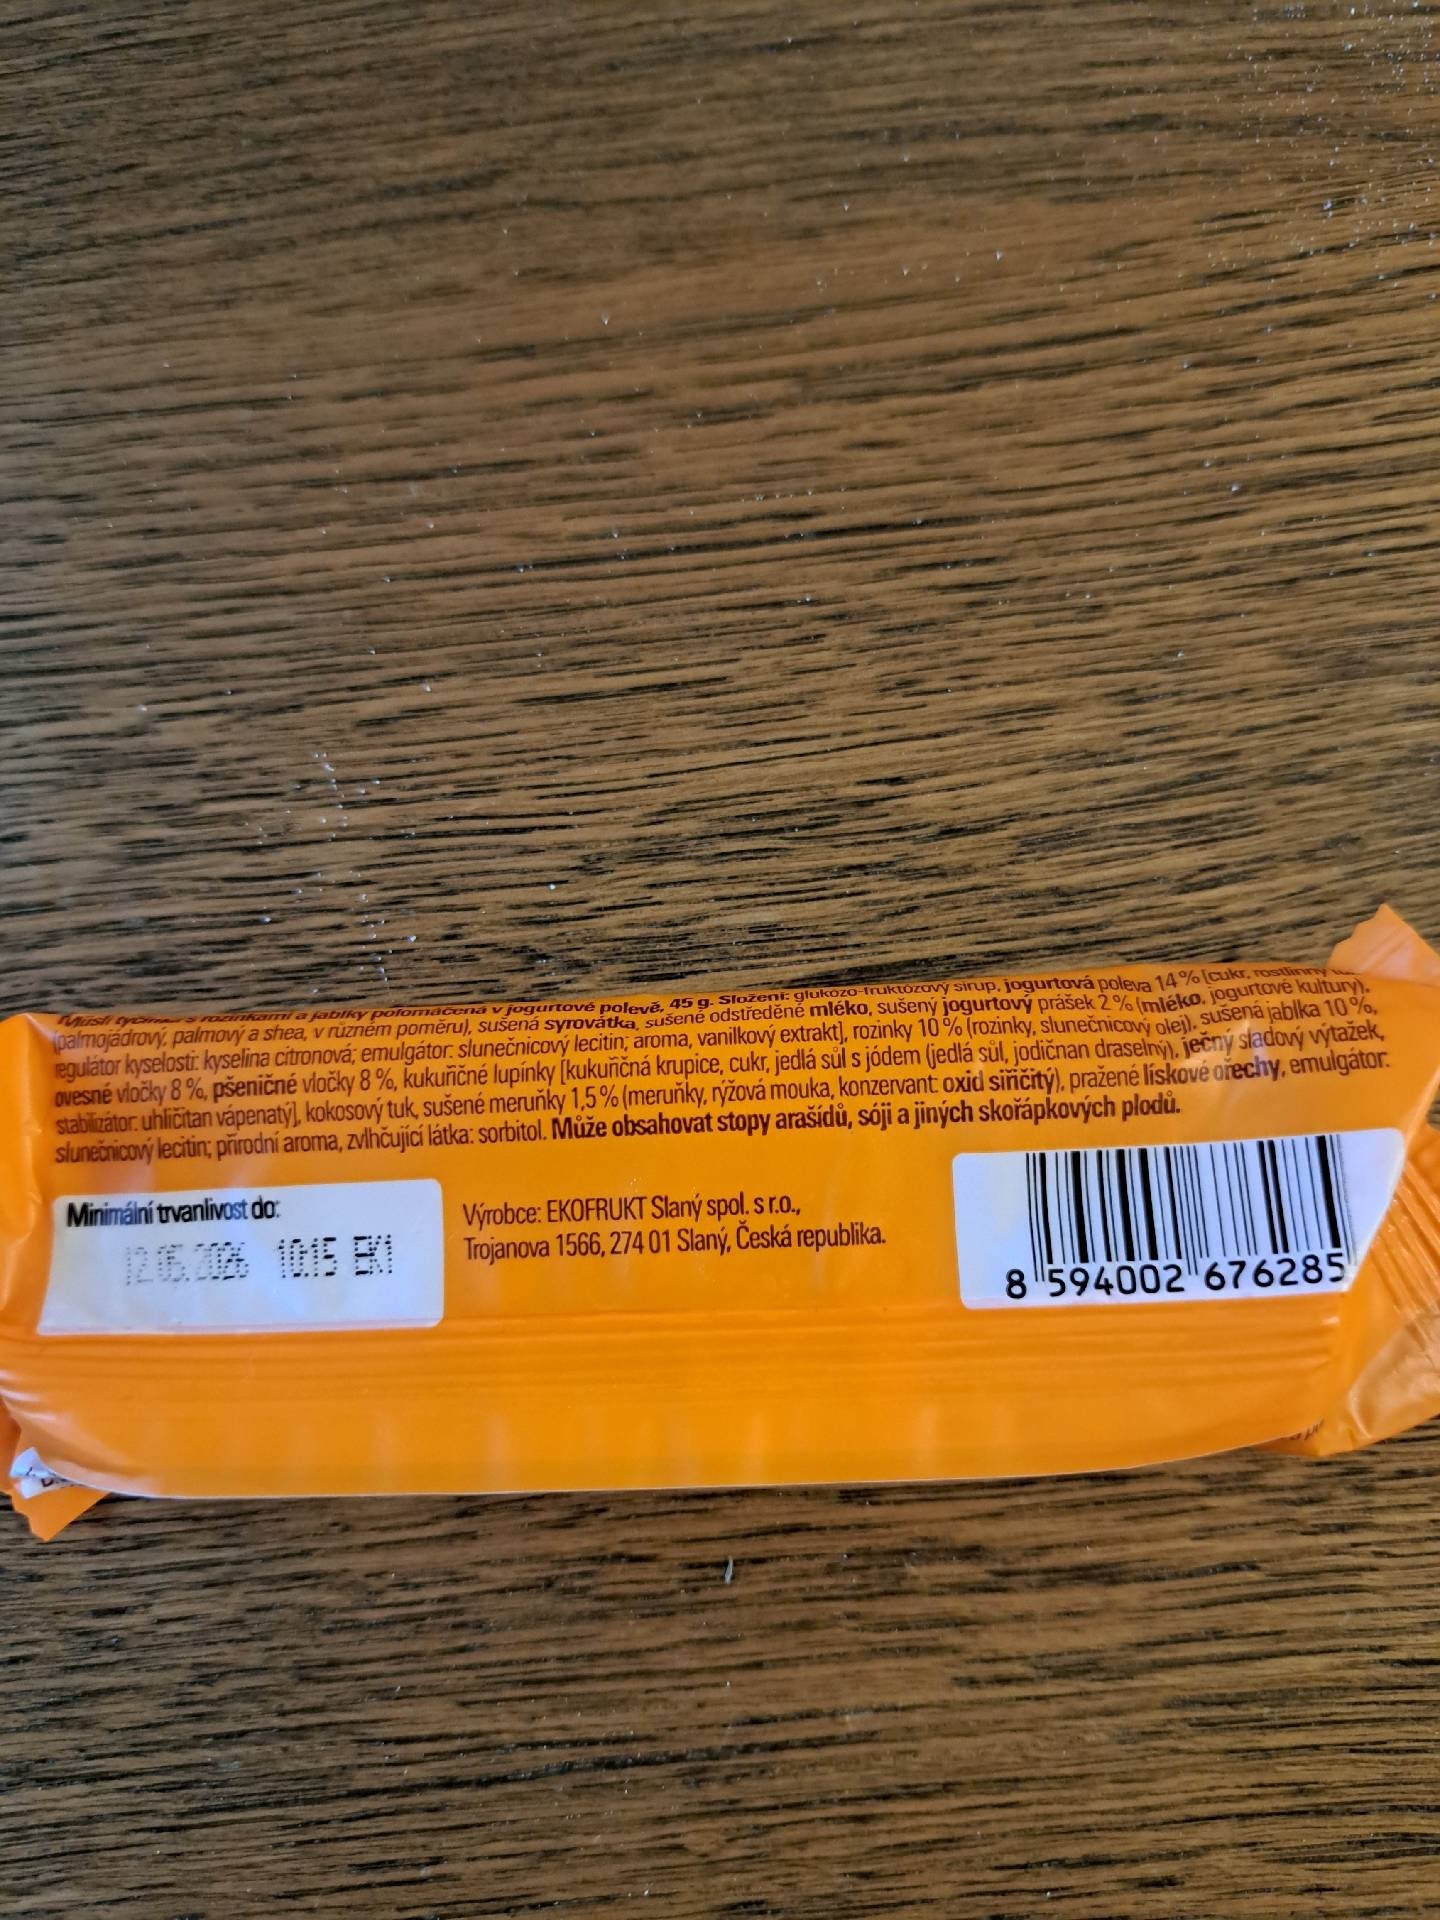 Müsli tyčinka s rozinkami a jablky polomáčená v jogurtové polevě, 45 g. Složení: glukózo-fruktózový sirup, jogurtová poleva 14 % [cukr, rostlinný
(palmojádrový, palmový a shea, v různém poměru), sušená syrovátka, sušené odstředěné mléko, sušený jogurtový prášek 2 % (mléko, jogurtové kultury),
regulátor kyselosti: kyselina citronová; emulgátor: slunečnicový lecitin; aroma, vanilkový extrakt], rozinky 10 % (rozinky, slunečnicový olej), sušená jablka 10 %,
ovesné vločky 8 %, pšeničné vločky 8 %, kukuřičné lupínky [kukuřičná krupice, cukr, jedlá sůl s jódem (jedlá sůl, jodičnan draselný), ječný sladový výtažek,
stabilizátor: uhličitan vápenatý], kokosový tuk, sušené meruňky 1,5 % (meruňky, rýžová mouka, konzervant: oxid siřičitý), pražené lískové ořechy, emulgátor:
slunečnicový lecitin; přírodní aroma, zvlhčující látka: sorbitol. Může obsahovat stopy arašídů, sóji a jiných skořápkových plodů.
Minimální trvanlivost do:
12.05.2026 10:15 EK1
Výrobce: EKOFRUKT Slaný spol. s r.o.,
Trojanova 1566, 274 01 Slaný, Česká republika.
8 594002 676285